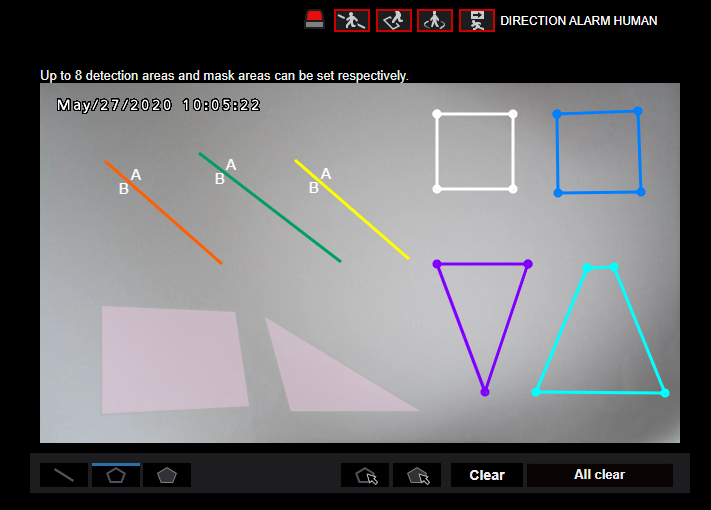 DIRECTION ALARM HUMAN
Up to 8 detection areas and mask areas can be set respectively.
May/27/2020 10:05:22
A A A
B B B
Clear All clear